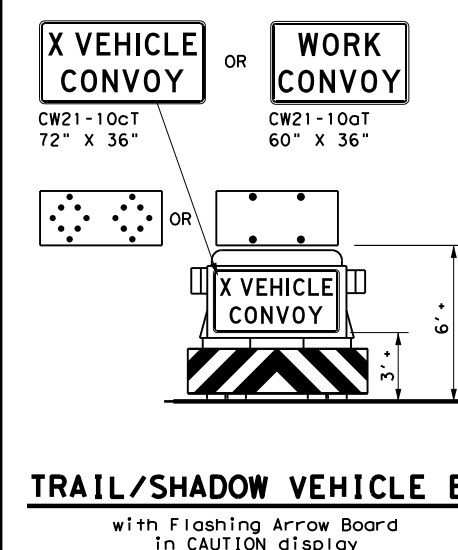 X VEHICLE
CONVOY
OR
WORK
CONVOY
CW21-10cT
72" X 36"
CW21-10aT
60" X 36"
OR
X VEHICLE
CONVOY
6'+
3'+
TRAIL/SHADOW VEHICLE B
with Flashing Arrow Board
in CAUTION display